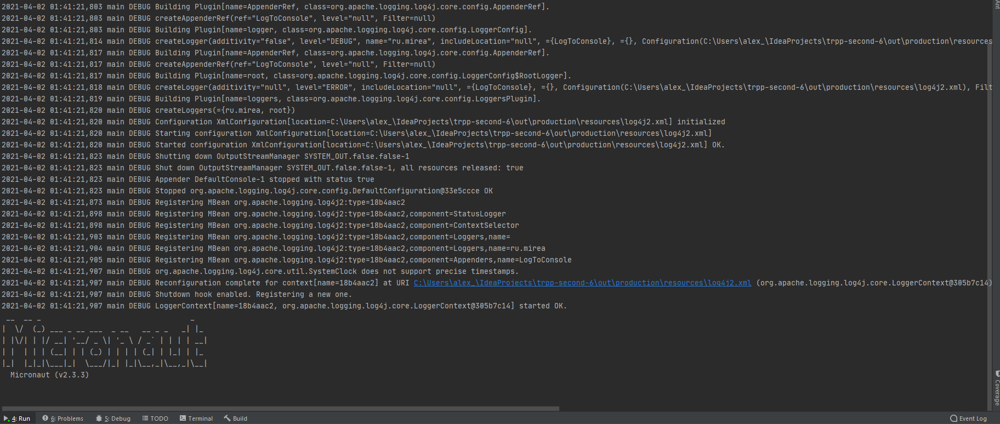 2021-04-02 01:41:21,803 main DEBUG Building Plugin[name=AppenderRef, class=org.apache.logging.log4j.core.config.AppenderRef].
2021-04-02 01:41:21,803 main DEBUG createAppenderRef(ref="LogToConsole", level="null", Filter=null)
2021-04-02 01:41:21,803 main DEBUG Building Plugin[name=logger, class=org.apache.logging.log4j.core.config.LoggerConfig].
2021-04-02 01:41:21,814 main DEBUG createLogger(additivity="false", level="DEBUG", name="ru.mirea", includeLocation="null", ={LogToConsole}, ={}, Configuration(C:\Users\alex_\IdeaProjects\trpp-second-6\out\production\resources
2021-04-02 01:41:21,817 main DEBUG Building Plugin[name=AppenderRef, class=org.apache.logging.log4j.core.config.AppenderRef].
2021-04-02 01:41:21,817 main DEBUG createAppenderRef(ref="LogToConsole", level="null", Filter=null)
2021-04-02 01:41:21,817 main DEBUG Building Plugin[name=root, class=org.apache.logging.log4j.core.config.LoggerConfig$RootLogger].
2021-04-02 01:41:21,818 main DEBUG createLogger(additivity="null", level="ERROR", includeLocation="null", ={LogToConsole}, ={}, Configuration(C:\Users\alex_\IdeaProjects\trpp-second-6\out\production\resources\log4j2.xml), Filt
2021-04-02 01:41:21,819 main DEBUG Building Plugin[name=loggers, class=org.apache.logging.log4j.core.config.LoggersPlugin].
2021-04-02 01:41:21,820 main DEBUG createLoggers(={ru.mirea, root})
2021-04-02 01:41:21,820 main DEBUG Configuration XmlConfiguration[location=C:\Users\alex_\IdeaProjects\trpp-second-6\out\production\resources\log4j2.xml] initialized
2021-04-02 01:41:21,820 main DEBUG Starting configuration XmlConfiguration[location=C:\Users\alex_\IdeaProjects\trpp-second-6\out\production\resources\log4j2.xml]
2021-04-02 01:41:21,820 main DEBUG Started configuration XmlConfiguration[location=C:\Users\alex_\IdeaProjects\trpp-second-6\out\production\resources\log4j2.xml] OK.
2021-04-02 01:41:21,823 main DEBUG Shutting down OutputStreamManager SYSTEM_OUT.false.false-1
2021-04-02 01:41:21,823 main DEBUG Shut down OutputStreamManager SYSTEM_OUT.false.false-1, all resources released: true
2021-04-02 01:41:21,823 main DEBUG Appender DefaultConsole-1 stopped with status true
2021-04-02 01:41:21,823 main DEBUG Stopped org.apache.logging.log4j.core.config.DefaultConfiguration@33e5ccce OK
2021-04-02 01:41:21,873 main DEBUG Registering MBean org.apache.logging.log4j2:type=18b4aac2
2021-04-02 01:41:21,898 main DEBUG Registering MBean org.apache.logging.log4j2:type=18b4aac2,component=StatusLogger
2021-04-02 01:41:21,898 main DEBUG Registering MBean org.apache.logging.log4j2:type=18b4aac2,component=ContextSelector
2021-04-02 01:41:21,903 main DEBUG Registering MBean org.apache.logging.log4j2:type=18b4aac2,component=Loggers,name=
2021-04-02 01:41:21,904 main DEBUG Registering MBean org.apache.logging.log4j2:type=18b4aac2,component=Loggers,name=ru.mirea
2021-04-02 01:41:21,905 main DEBUG Registering MBean org.apache.logging.log4j2:type=18b4aac2,component=Appenders,name=LogToConsole
2021-04-02 01:41:21,907 main DEBUG org.apache.logging.log4j.core.util.SystemClock does not support precise timestamps.
2021-04-02 01:41:21,907 main DEBUG Reconfiguration complete for context[name=18b4aac2] at URI C:\Users\alex_\IdeaProjects\trpp-second-6\out\production\resources\log4j2.xml (org.apache.logging.log4j.core.LoggerContext@305b7c14)
2021-04-02 01:41:21,907 main DEBUG Shutdown hook enabled. Registering a new one.
2021-04-02 01:41:21,907 main DEBUG LoggerContext[name=18b4aac2, org.apache.logging.log4j.core.LoggerContext@305b7c14] started OK.
 __  __ _                                  _
|  \/  (_) ___ _ __ ___  _ __   __ _ _   _| |_
| |\/| | |/ __| '__/ _ \| '_ \ / _` | | | | __|
| |  | | | (__| | | (_) | | | | (_| | |_| | |_
|_|  |_|_|\___|_|  \___/|_| |_|\__,_|\__,_|\__|
  Micronaut (v2.3.3)
Ant
Coverage
4: Run
6: Problems
5: Debug
TODO
Terminal
Build
Event Log